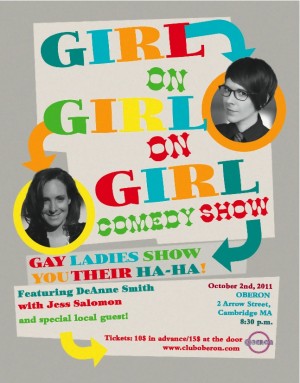 GIRL
ON
GIRL
ON
GIRL
COMEDY SHOW
GAY LADIES SHOW
YOU THEIR HA-HA!
Featuring DeAnne Smith
with Jess Salomon
and special local guest!
October 2nd, 2011
OBERON
2 Arrow Street,
Cambridge MA
8:30 p.m.
Tickets: 10$ in advance/15$ at the door
www.cluboberon.com
OBERON